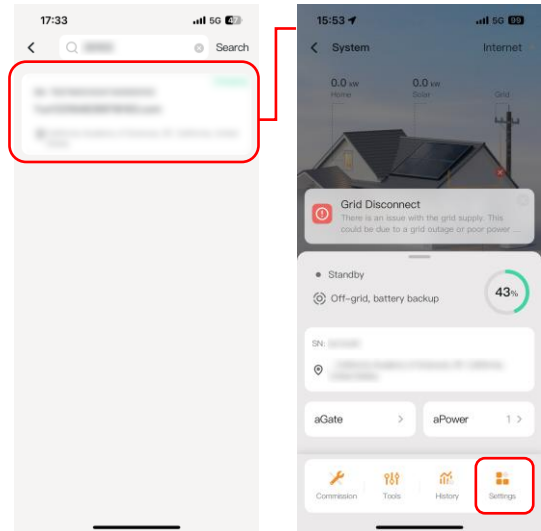 17:33
5G 47
Search
15:53
5G 99
System
Internet
0.0 kw
Home
0.0 kw
Solar
Grid
Grid Disconnect
There is an issue with the grid supply. This
could be due to a grid outage or poor power ...
Standby
Off-grid, battery backup
43%
SN:
aGate
aPower
1
Commission
Tools
History
Settings